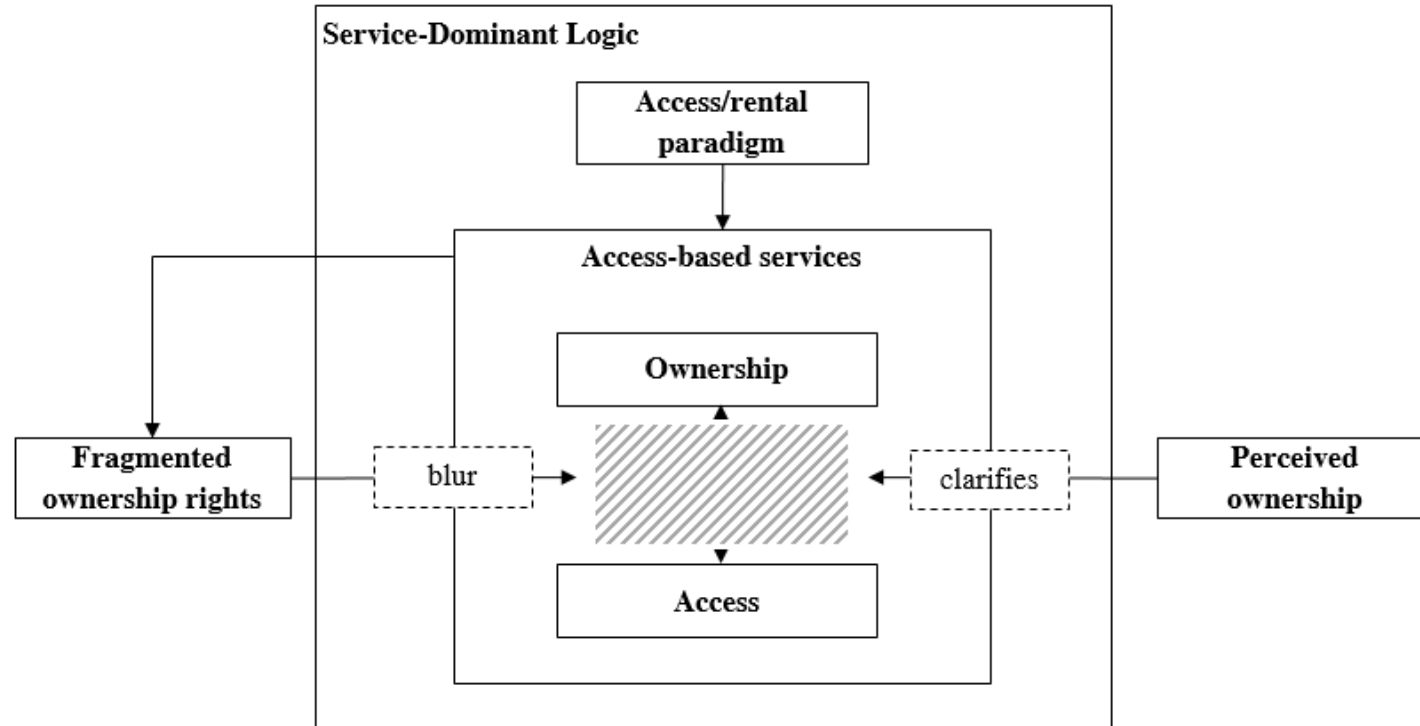 Service-Dominant Logic
Access/rental
paradigm
Access-based services
Ownership
Fragmented
ownership rights
blur
clarifies
Perceived
ownership
Access